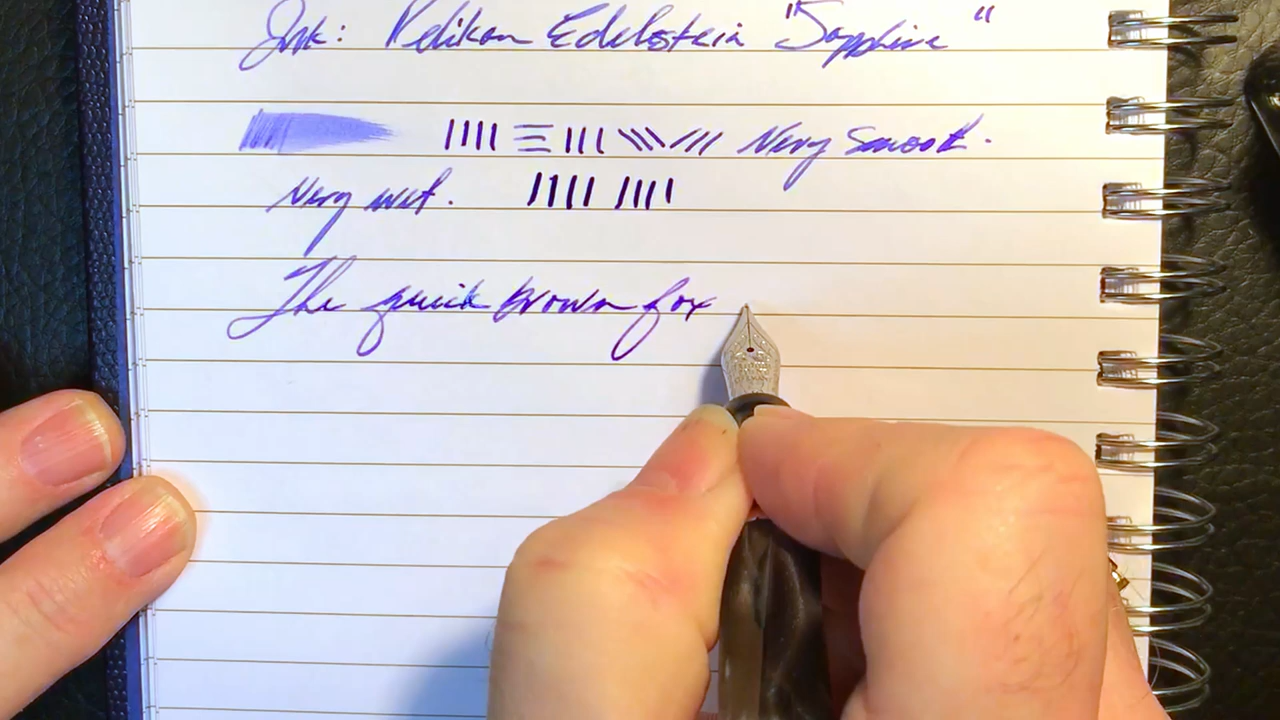 Ink: Pelikan Edelstein "Sapphire"
Very Smooth.
Very wet.
The quick brown fox